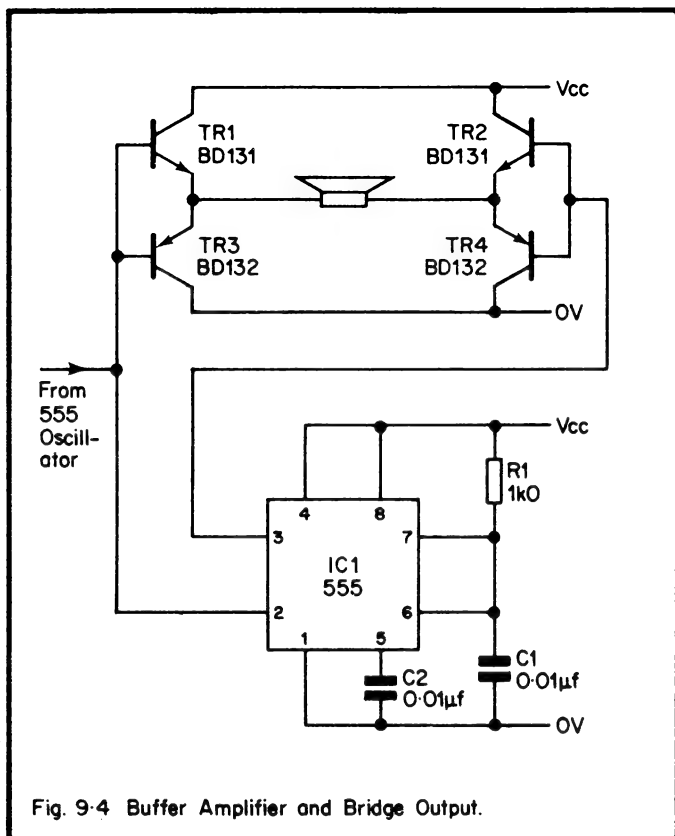 Vcc
TR1
BD131
TR2
BD131
TR3
BD132
TR4
BD132
0V
From
555
Oscill-
ator
Vcc
R1
1k0
4
8
3
7
IC1
555
2
6
1
5
C2
0·01µf
C1
0·01µf
0V
Fig. 9·4 Buffer Amplifier and Bridge Output.